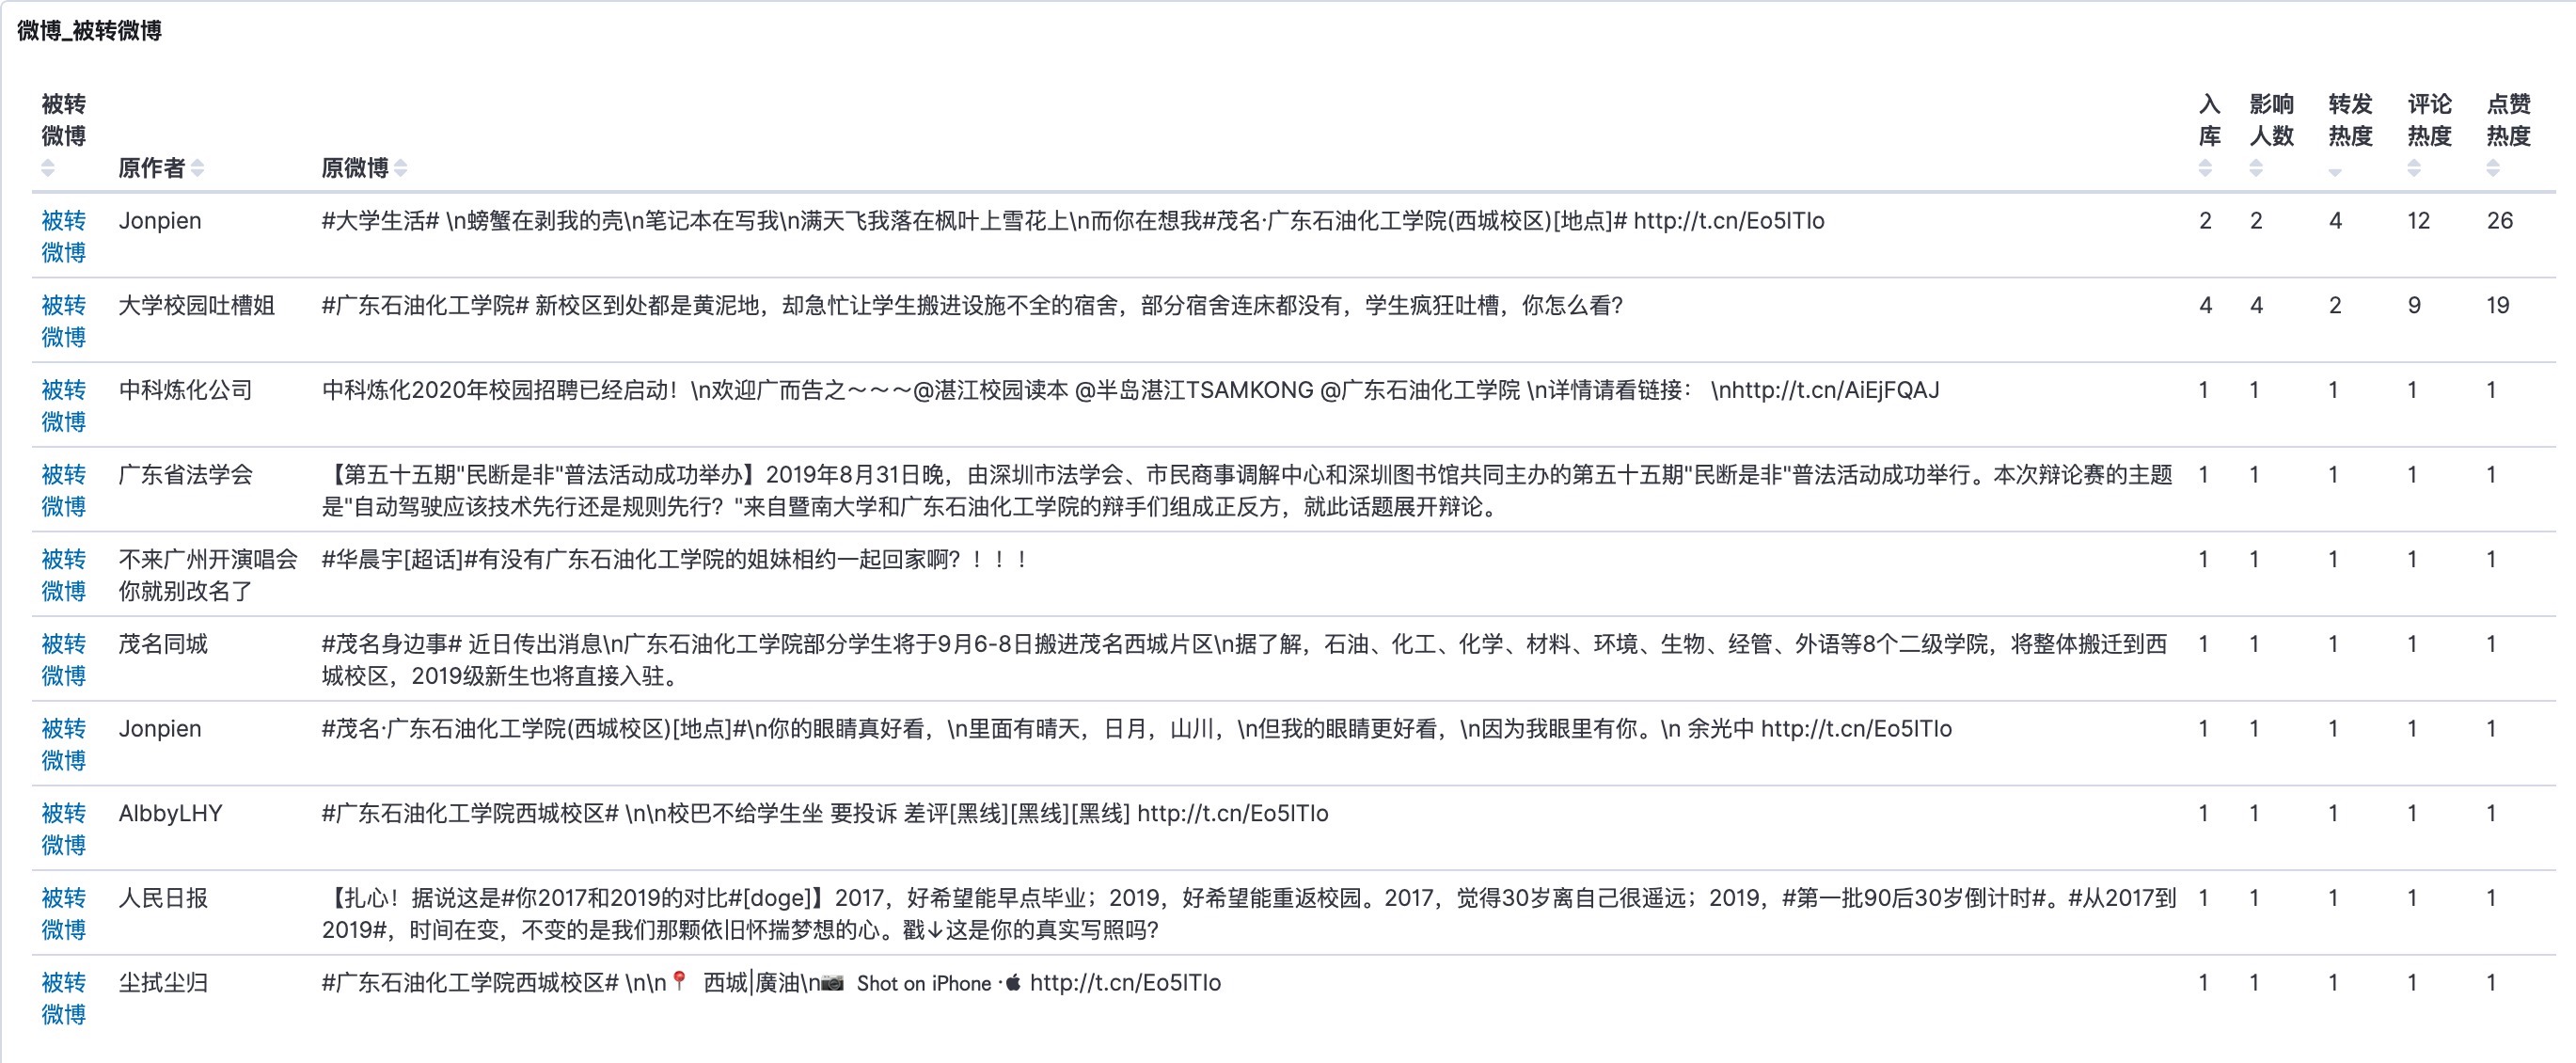 微博_被转微博
被转
微博
原作者
原微博
入
库
影响
人数
转发
热度
评论
热度
点赞
热度
被转
微博
Jonpien
#大学生活# \n螃蟹在剥我的壳\n笔记本在写我\n满天飞我落在枫叶上雪花上\n而你在想我#茂名·广东石油化工学院(西城校区)[地点]# http://t.cn/Eo5lTIo
2 2 4 12 26
被转
微博
大学校园吐槽姐
#广东石油化工学院# 新校区到处都是黄泥地，却急忙让学生搬进设施不全的宿舍，部分宿舍连床都没有，学生疯狂吐槽，你怎么看?
4 4 2 9 19
被转
微博
中科炼化公司
中科炼化2020年校园招聘已经启动！\n欢迎广而告之～～～@湛江校园读本 @半岛湛江TSAMKONG @广东石油化工学院 \n详情请看链接： \nhttp://t.cn/AiEjFQAJ
1 1 1 1 1
被转
微博
广东省法学会
【第五十五期"民断是非"普法活动成功举办】2019年8月31日晚，由深圳市法学会、市民商事调解中心和深圳图书馆共同主办的第五十五期"民断是非"普法活动成功举行。本次辩论赛的主题
是"自动驾驶应该技术先行还是规则先行？"来自暨南大学和广东石油化工学院的辩手们组成正反方，就此话题展开辩论。
1 1 1 1 1
被转
微博
不来广州开演唱会
你就别改名了
#华晨宇[超话]#有没有广东石油化工学院的姐妹相约一起回家啊？！！！
1 1 1 1 1
被转
微博
茂名同城
#茂名身边事# 近日传出消息\n广东石油化工学院部分学生将于9月6-8日搬进茂名西城片区\n据了解，石油、化工、化学、材料、环境、生物、经管、外语等8个二级学院，将整体搬迁到西
城校区，2019级新生也将直接入驻。
1 1 1 1 1
被转
微博
Jonpien
#茂名·广东石油化工学院(西城校区)[地点]#\n你的眼睛真好看，\n里面有晴天，日月，山川，\n但我的眼睛更好看，\n因为我眼里有你。\n 余光中 http://t.cn/Eo5lTIo
1 1 1 1 1
被转
微博
AlbbyLHY
#广东石油化工学院西城校区# \n\n校巴不给学生坐 要投诉 差评[黑线][黑线][黑线] http://t.cn/Eo5lTIo
1 1 1 1 1
被转
微博
人民日报
【扎心！据说这是#你2017和2019的对比#[doge]】2017，好希望能早点毕业；2019，好希望能重返校园。2017，觉得30岁离自己很遥远；2019，#第一批90后30岁倒计时#。#从2017到
2019#，时间在变，不变的是我们那颗依旧怀揣梦想的心。戳↓这是你的真实写照吗?
1 1 1 1 1
被转
微博
尘拭尘归
#广东石油化工学院西城校区# \n\n📍 西城|廣油\n📷 Shot on iPhone · http://t.cn/Eo5lTIo
1 1 1 1 1